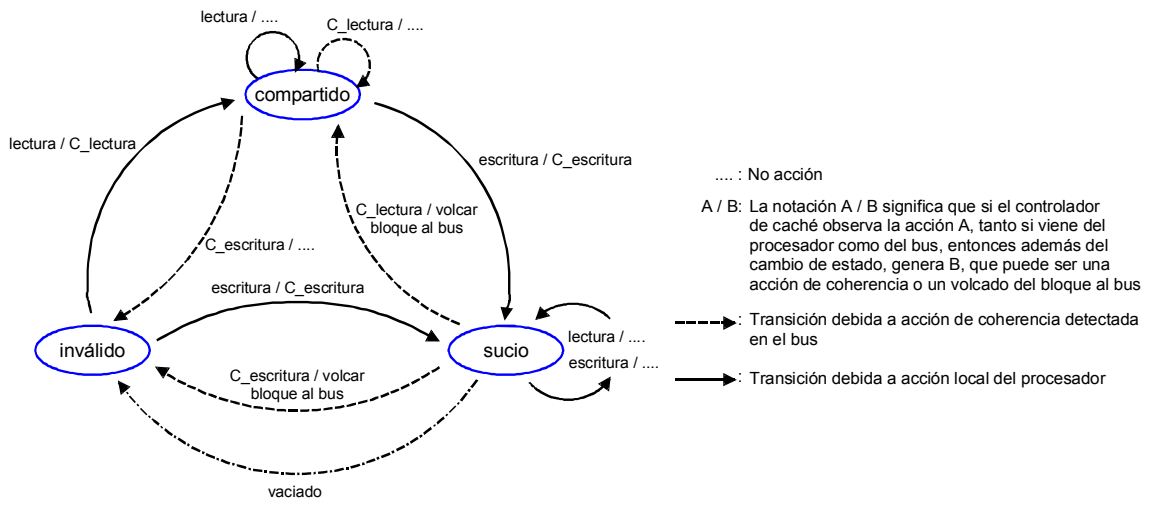 lectura / ....
C_lectura / ....
compartido
lectura / C_lectura
escritura / C_escritura
C_lectura / volcar
bloque al bus
C_escritura / ....
escritura / C_escritura
inválido
sucio
lectura / ....
escritura / ....
C_escritura / volcar
bloque al bus
vaciado
.... : No acción
A / B: La notación A / B significa que si el controlador
de caché observa la acción A, tanto si viene del
procesador como del bus, entonces además del
cambio de estado, genera B, que puede ser una
acción de coherencia o un volcado del bloque al bus
: Transición debida a acción de coherencia detectada
en el bus
: Transición debida a acción local del procesador